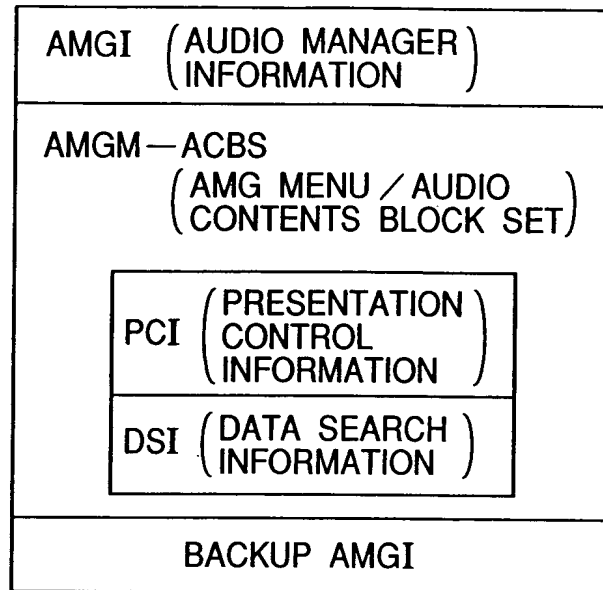 AMGI (AUDIO MANAGER
INFORMATION)
AMGM—ACBS
(AMG MENU / AUDIO
CONTENTS BLOCK SET)
PCI (PRESENTATION
CONTROL
INFORMATION)
DSI (DATA SEARCH
INFORMATION)
BACKUP AMGI